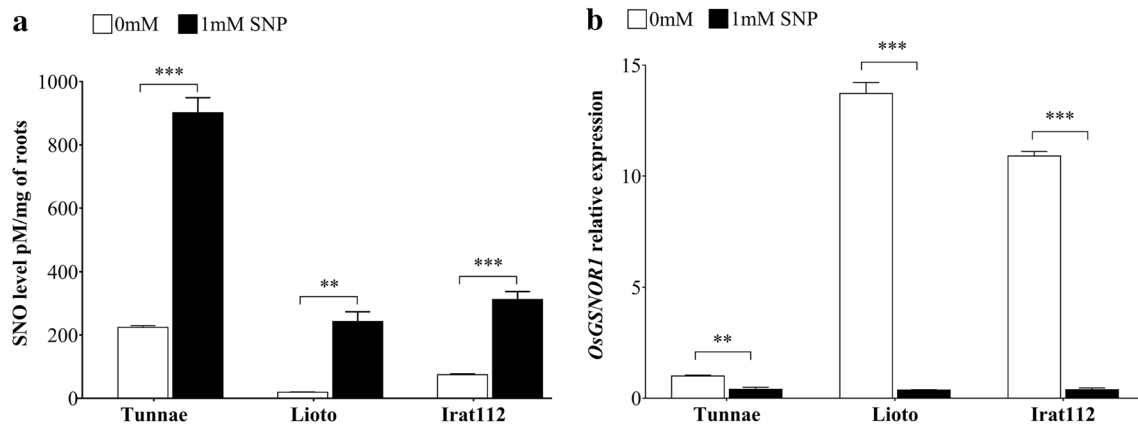 a
0mM 1mM SNP
SNO level pM/mg of roots
1000
800
600
400
200
0
***
**
***
Tunnae Lioto Irat112
b
0mM 1mM SNP
OsGSNOR1 relative expression
15
10
5
0
**
***
***
Tunnae Lioto Irat112